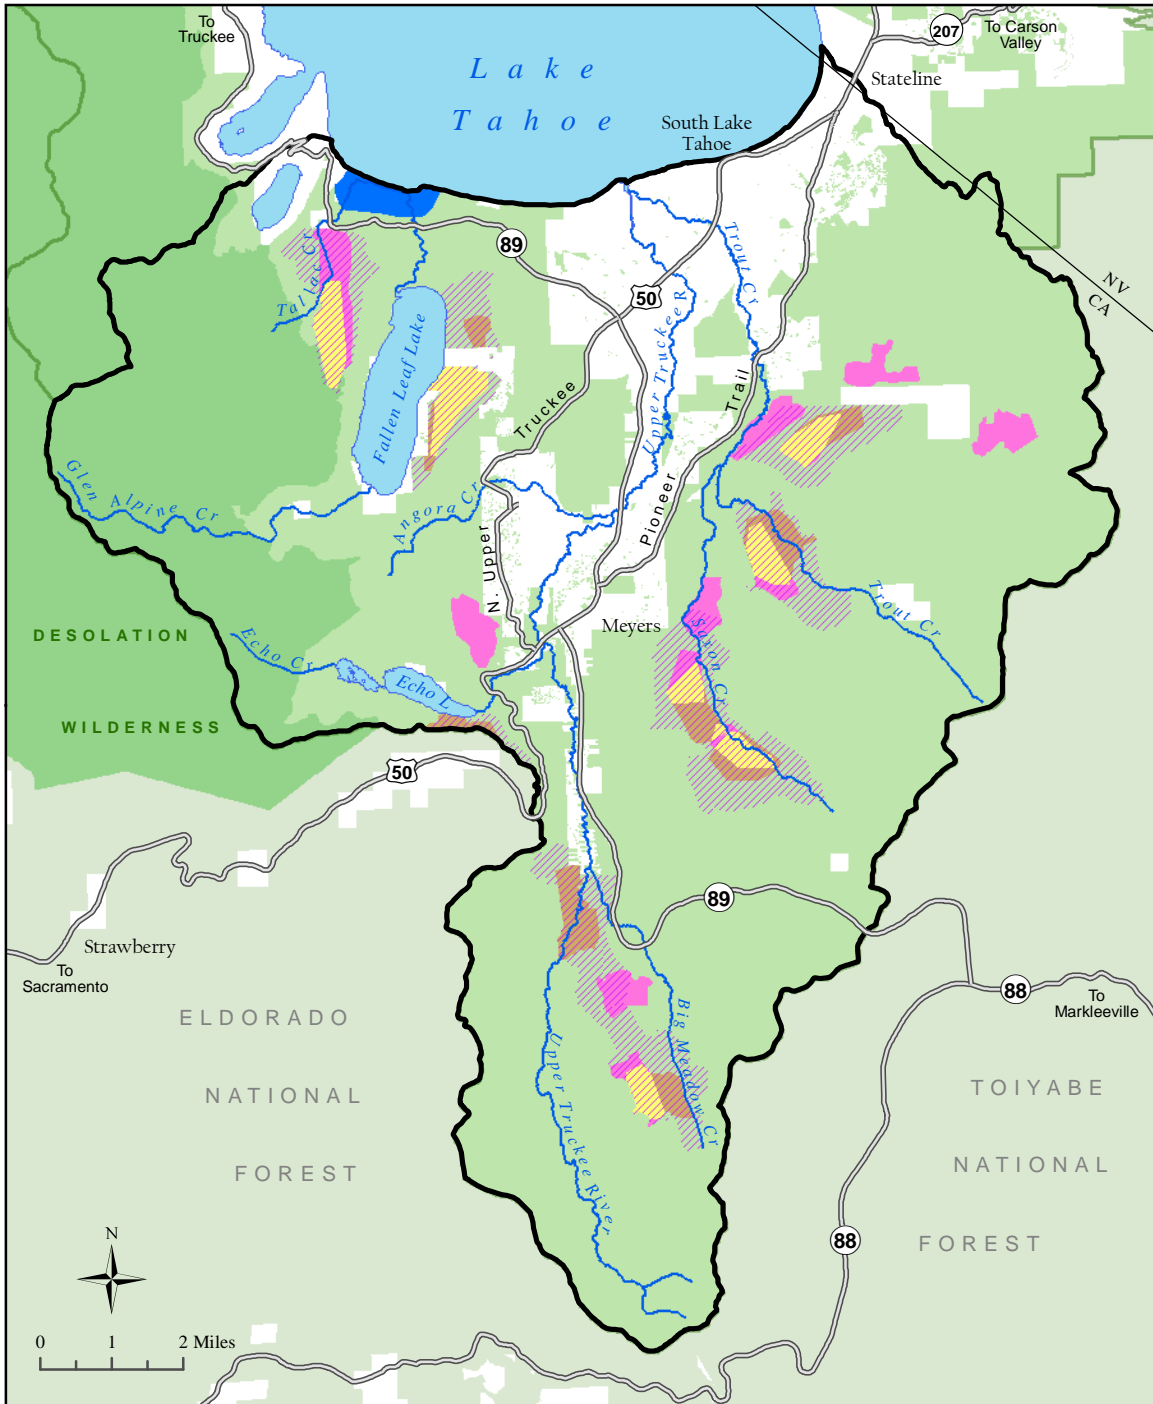 To
Truckee
207
To Carson
Valley
Lake
Tahoe
Stateline
South Lake
Tahoe
NV
CA
89
50
Tallac Cr
Trout Cr
Upper Truckee R
Fallen Leaf Lake
Truckee
Trail
Pioneer
Glen Alpine Cr
Angora Cr
N. Upper
Trout Cr
Meyers
Saxon Cr
DESOLATION
WILDERNESS
Echo Cr
Echo L
50
89
Strawberry
To
Sacramento
88
To
Markleeville
Big Meadow Cr
Upper Truckee River
ELDORADO
NATIONAL
FOREST
TOIYABE
NATIONAL
FOREST
88
N
0 1 2 Miles